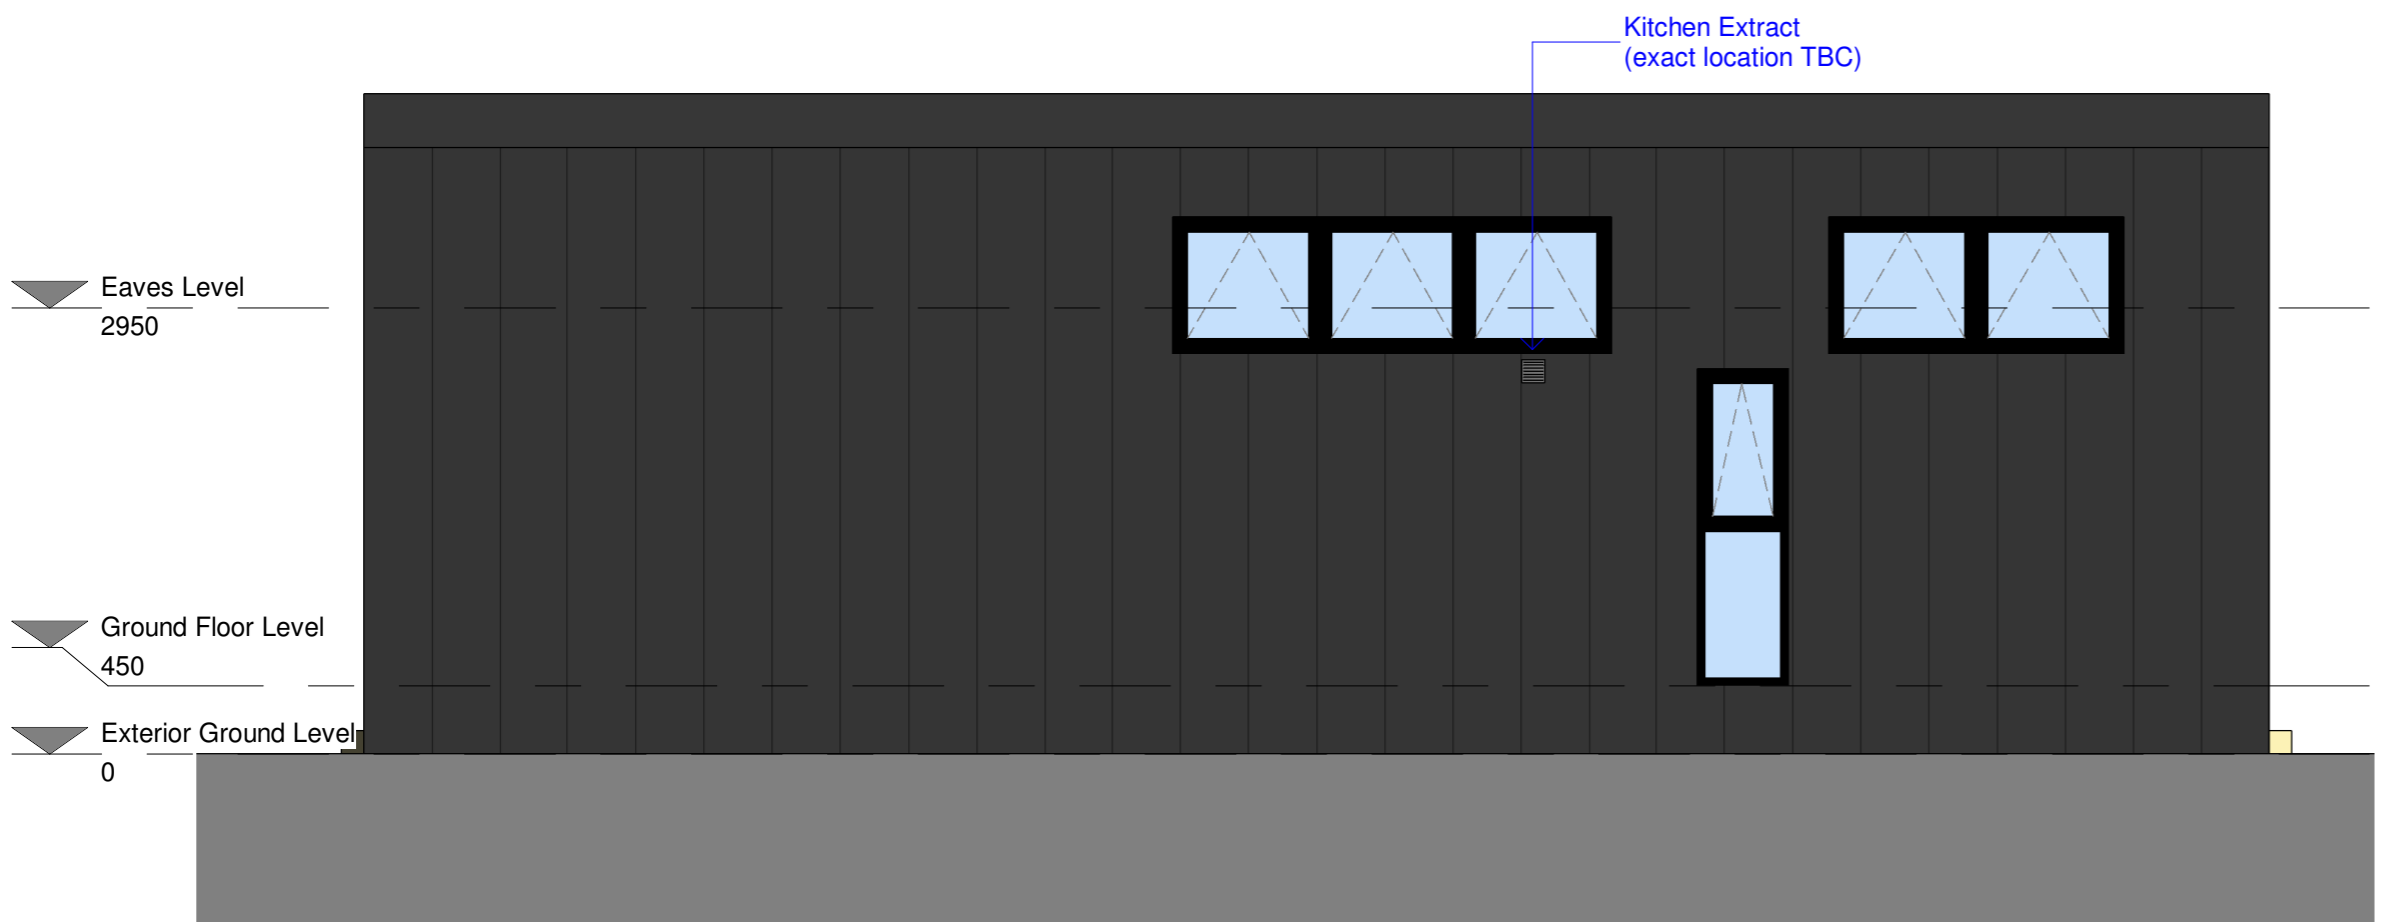 Kitchen Extract
(exact location TBC)
Eaves Level
2950
Ground Floor Level
450
Exterior Ground Level
0